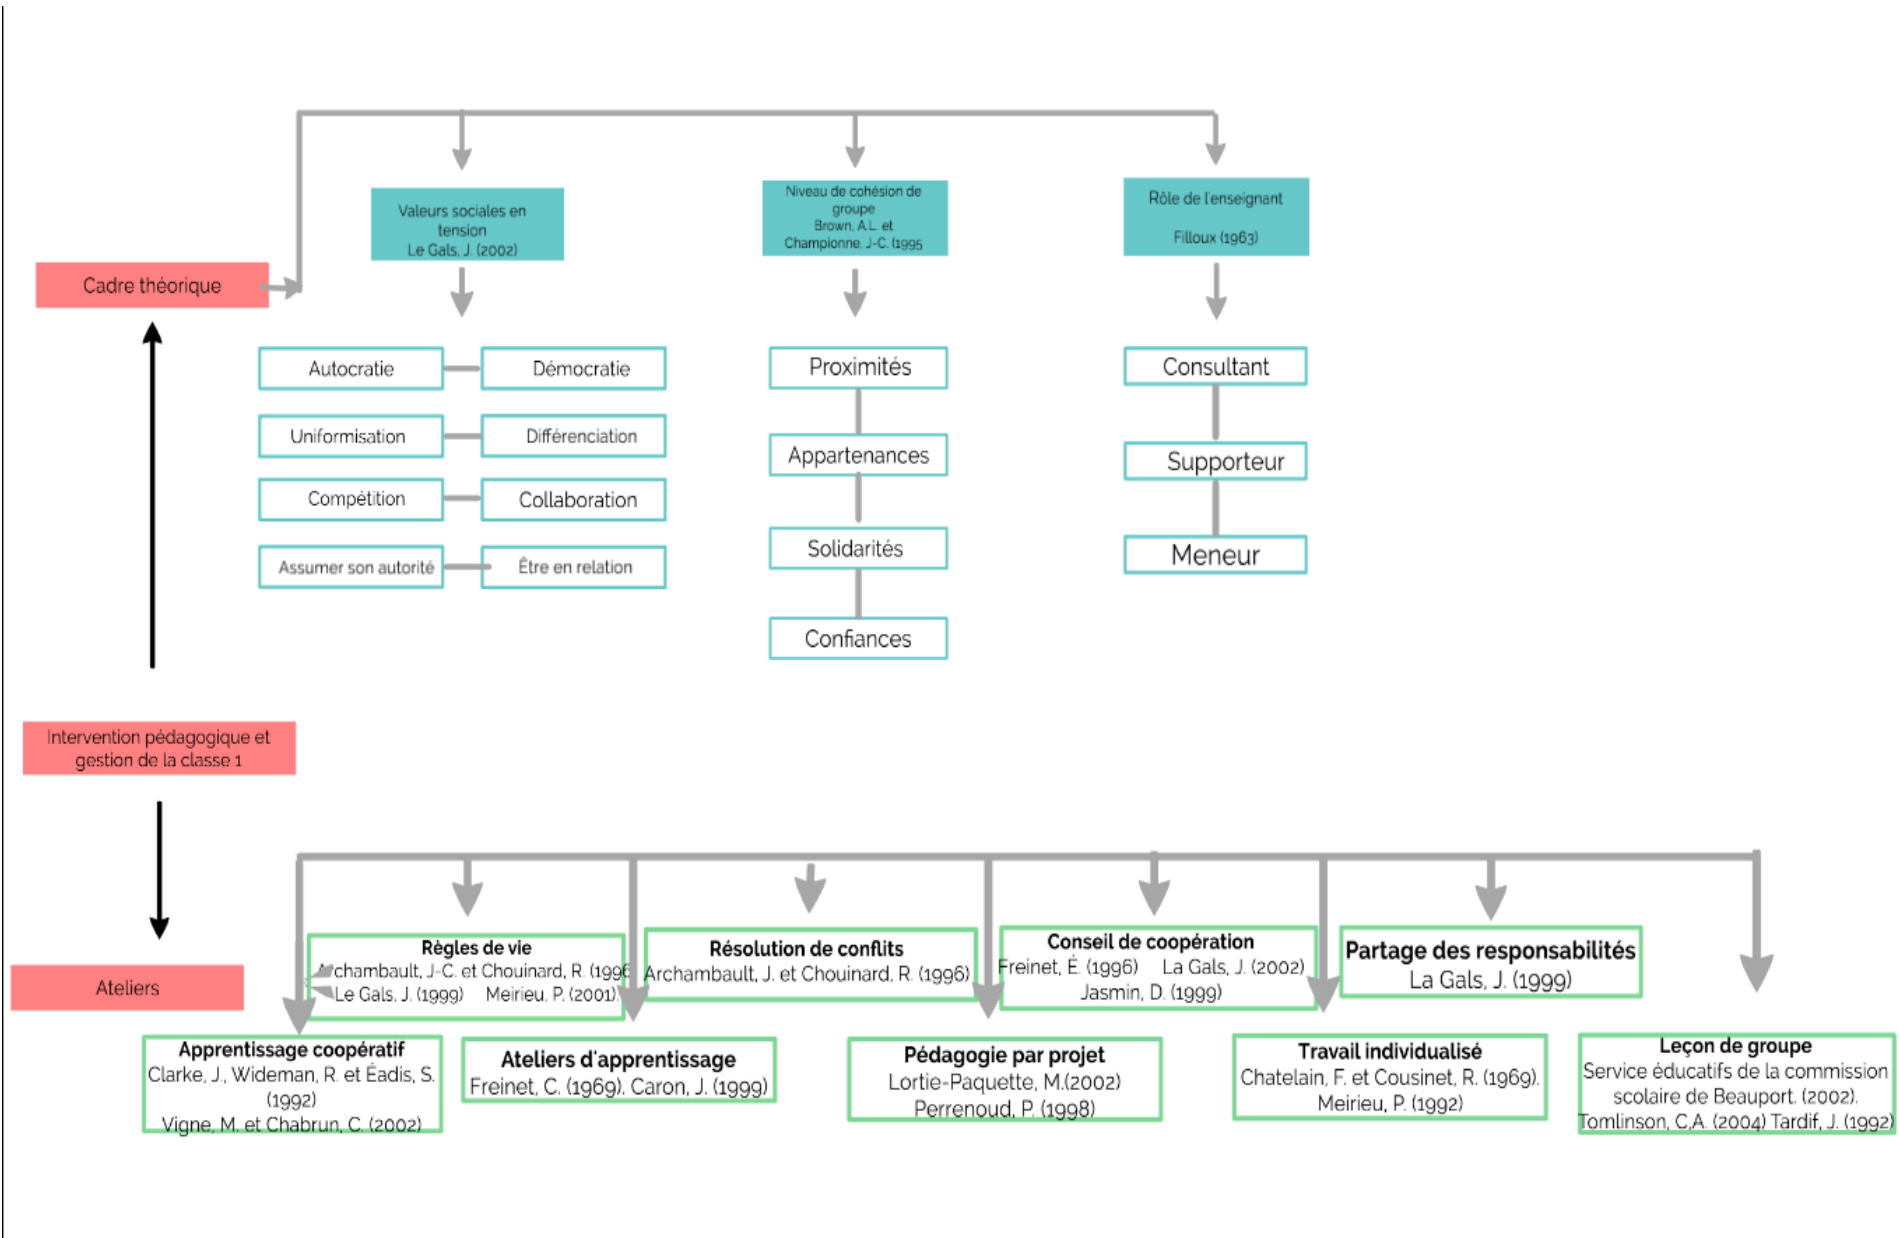 Valeurs sociales en
tension
Le Gals, J. (2002)
Niveau de cohésion de
groupe
Brown, A.L. et
Championne, J-C. (1995
Rôle de l'enseignant
Filloux (1963)
Cadre théorique
Autocratie
Démocratie
Uniformisation
Différenciation
Compétition
Collaboration
Assumer son autorité
Être en relation
Proximités
Appartenances
Solidarités
Confiances
Consultant
Supporteur
Meneur
Intervention pédagogique et
gestion de la classe 1
Ateliers
Règles de vie
Archambault, J-C. et Chouinard, R. (1996
Le Gals, J. (1999) Meirieu, P. (2001).
Résolution de conflits
Archambault, J. et Chouinard, R. (1996)
Conseil de coopération
Freinet, É. (1996) La Gals, J. (2002)
Jasmin, D. (1999)
Partage des responsabilités
La Gals, J. (1999)
Apprentissage coopératif
Clarke, J., Wideman, R. et Éadis, S.
(1992)
Vigne, M. et Chabrun, C. (2002)
Ateliers d'apprentissage
Freinet, C. (1969). Caron, J. (1999)
Pédagogie par projet
Lortie-Paquette, M.(2002)
Perrenoud, P. (1998)
Travail individualisé
Chatelain, F. et Cousinet, R. (1969).
Meirieu, P. (1992)
Leçon de groupe
Service éducatifs de la commission
scolaire de Beauport. (2002).
Tomlinson, C,A. (2004) Tardif, J. (1992)